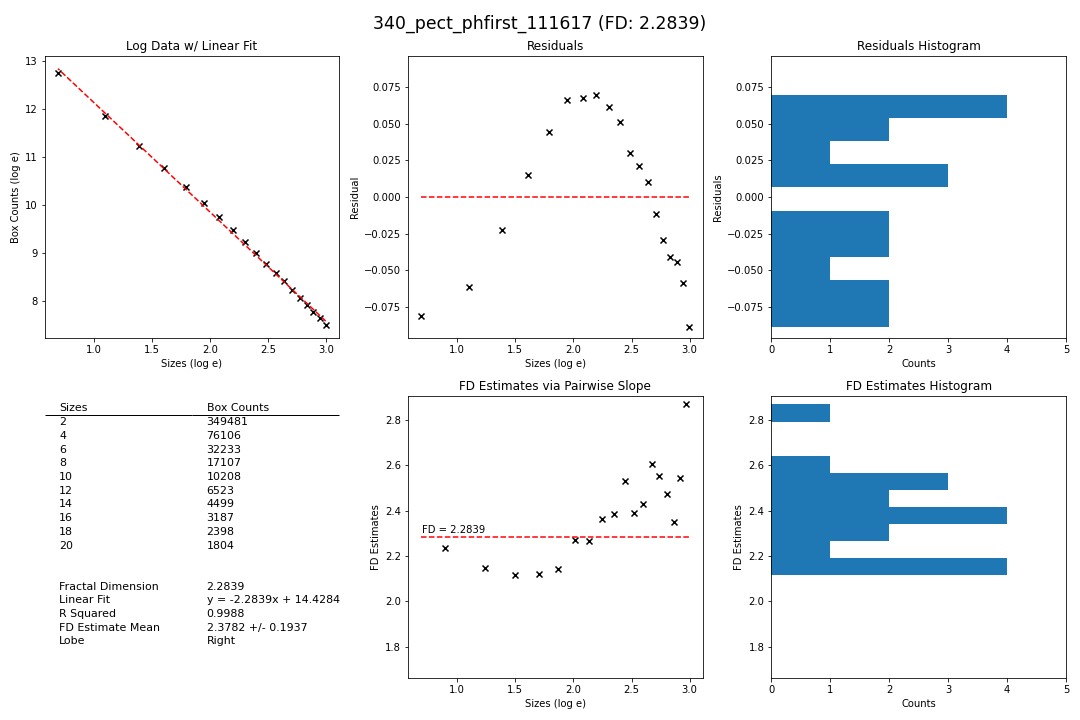 340_pect_phfirst_111617 (FD: 2.2839)
Log Data w/ Linear Fit
13
12
11
10
9
8
Box Counts (log e)
1.0 1.5 2.0 2.5 3.0
Sizes (log e)
Residuals
0.075
0.050
0.025
0.000
−0.025
−0.050
−0.075
Residual
1.0 1.5 2.0 2.5 3.0
Sizes (log e)
Residuals Histogram
0.075
0.050
0.025
0.000
−0.025
−0.050
−0.075
Residuals
0 1 2 3 4 5
Counts
Sizes Box Counts
2 349481
4 76106
6 32233
8 17107
10 10208
12 6523
14 4499
16 3187
18 2398
20 1804
Fractal Dimension 2.2839
Linear Fit y = -2.2839x + 14.4284
R Squared 0.9988
FD Estimate Mean 2.3782 +/- 0.1937
Lobe Right
FD Estimates via Pairwise Slope
2.8
2.6
2.4
2.2
2.0
1.8
FD Estimates
FD = 2.2839
1.0 1.5 2.0 2.5 3.0
Sizes (log e)
FD Estimates Histogram
2.8
2.6
2.4
2.2
2.0
1.8
FD Estimates
0 1 2 3 4 5
Counts